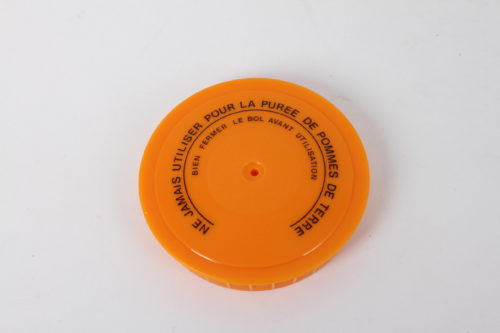 NE JAMAIS UTILISER POUR LA PUREE DE POMMES DE TERRE
BIEN FERMER LE BOL AVANT UTILISATION